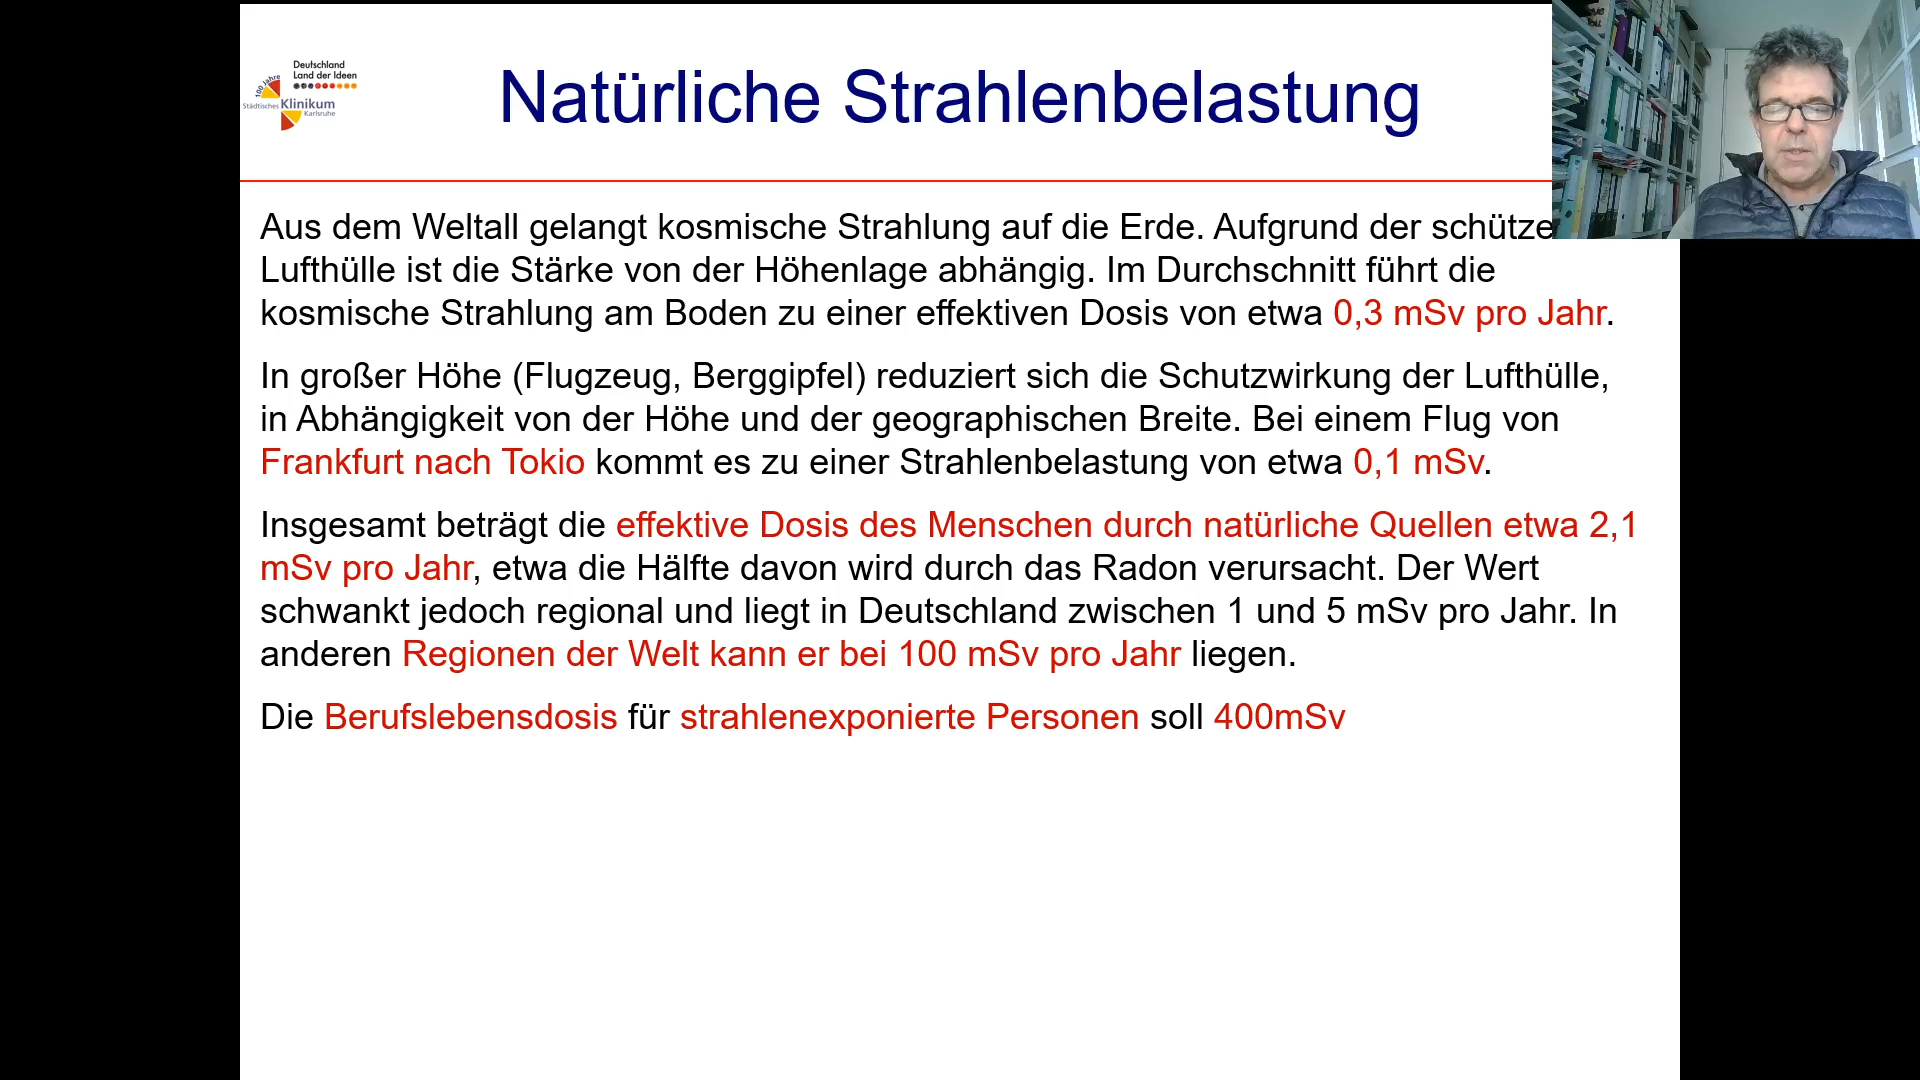 Deutschland
Land der Ideen
100 Jahre
Städtisches Klinikum
Karlsruhe
Natürliche Strahlenbelastung
Aus dem Weltall gelangt kosmische Strahlung auf die Erde. Aufgrund der schütze
Lufthülle ist die Stärke von der Höhenlage abhängig. Im Durchschnitt führt die
kosmische Strahlung am Boden zu einer effektiven Dosis von etwa 0,3 mSv pro Jahr.
In großer Höhe (Flugzeug, Berggipfel) reduziert sich die Schutzwirkung der Lufthülle,
in Abhängigkeit von der Höhe und der geographischen Breite. Bei einem Flug von
Frankfurt nach Tokio kommt es zu einer Strahlenbelastung von etwa 0,1 mSv.
Insgesamt beträgt die effektive Dosis des Menschen durch natürliche Quellen etwa 2,1
mSv pro Jahr, etwa die Hälfte davon wird durch das Radon verursacht. Der Wert
schwankt jedoch regional und liegt in Deutschland zwischen 1 und 5 mSv pro Jahr. In
anderen Regionen der Welt kann er bei 100 mSv pro Jahr liegen.
Die Berufslebensdosis für strahlenexponierte Personen soll 400mSv